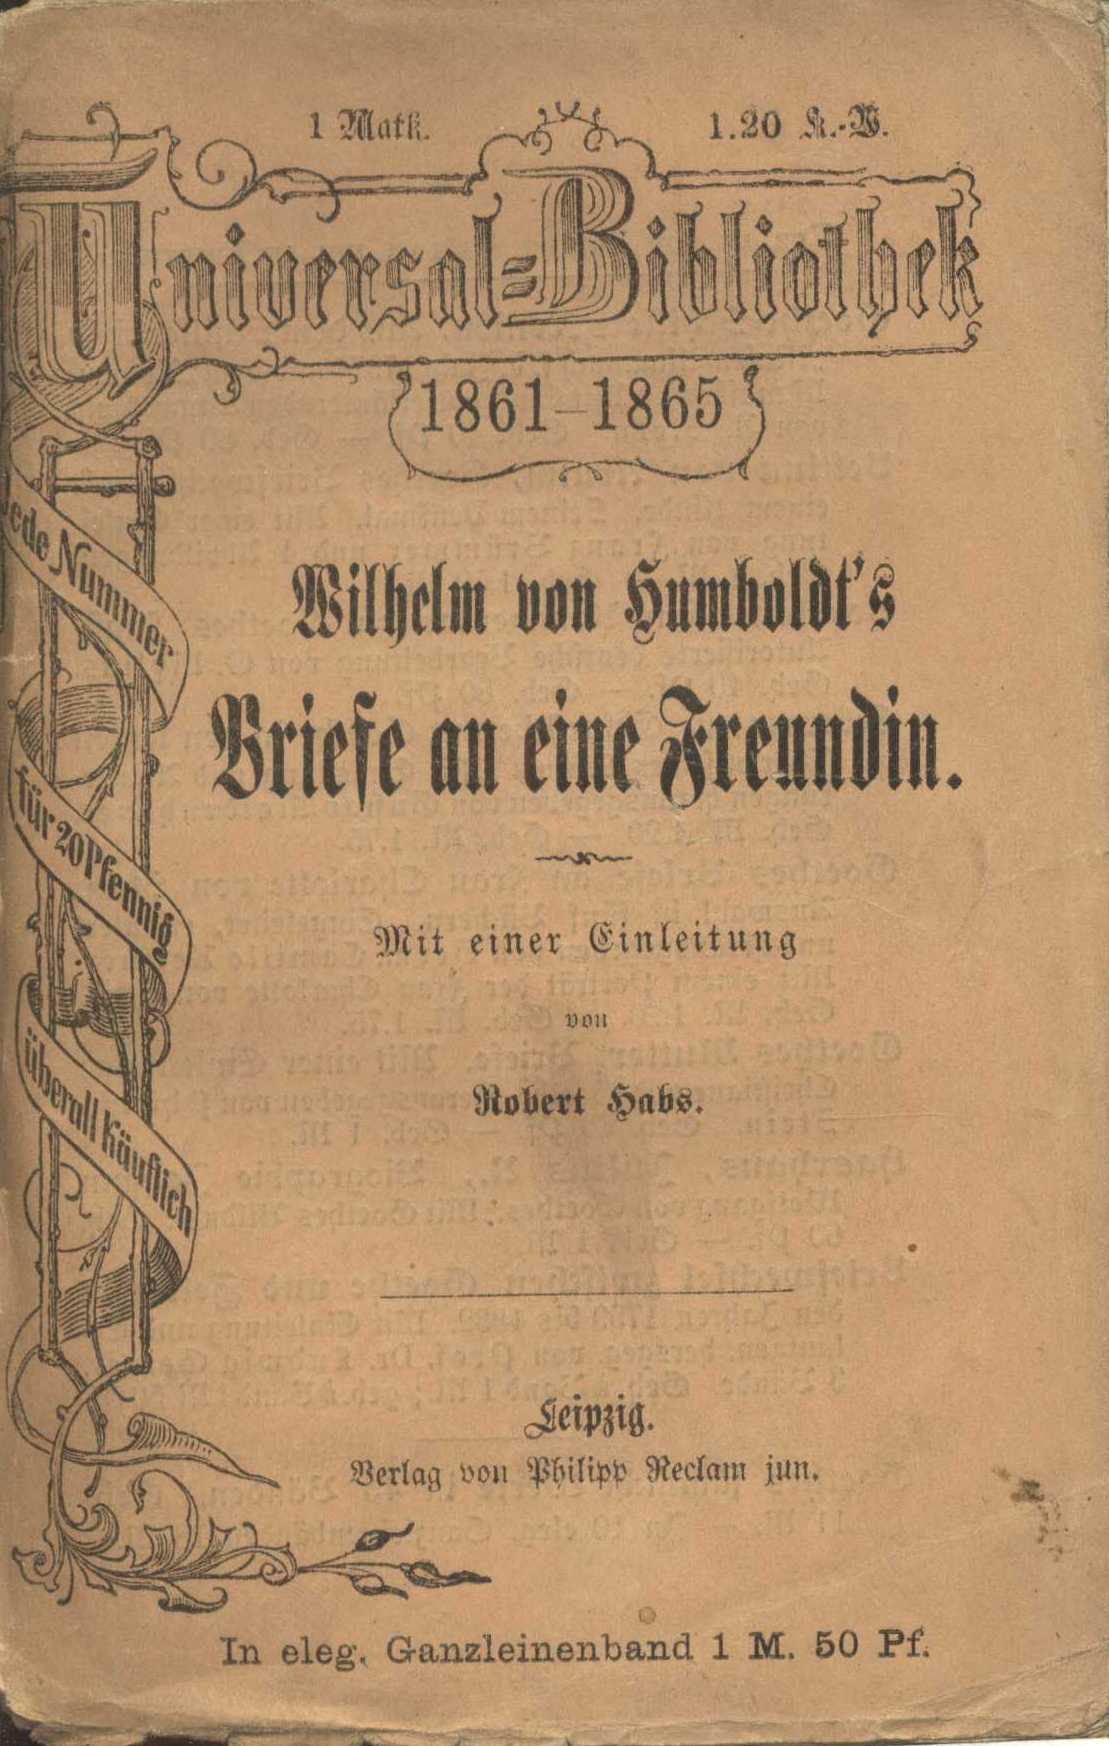 1 Mark. 1.20 K.-W.
Universal-Bibliothek
1861–1865
Jede Nummer
für 20 Pfennig
überall käuflich
Wilhelm von Humboldt's
Briefe an eine Freundin.
Mit einer Einleitung
von
Robert Habs.
Leipzig.
Verlag von Philipp Reclam jun.
In eleg. Ganzleinenband 1 M. 50 Pf.